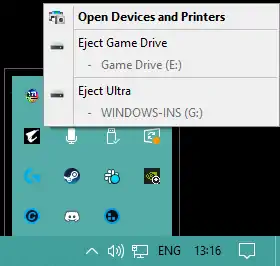 Open Devices and Printers
Eject Game Drive
- Game Drive (E:)
Eject Ultra
- WINDOWS-INS (G:)
ENG 13:16